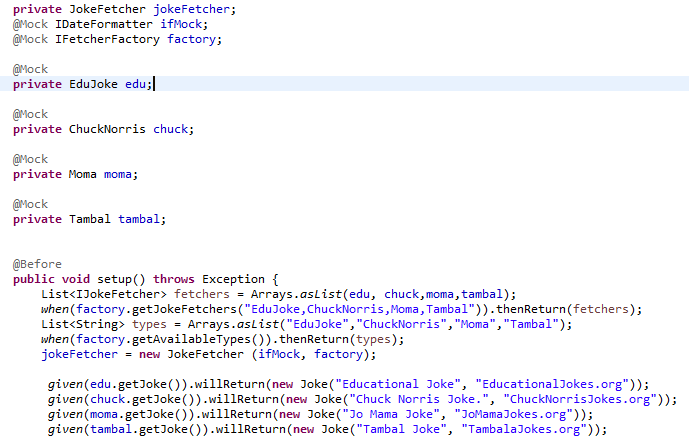 private JokeFetcher jokeFetcher;
@Mock IDateFormatter ifMock;
@Mock IFetcherFactory factory;
@Mock
private EduJoke edu;
@Mock
private ChuckNorris chuck;
@Mock
private Moma moma;
@Mock
private Tambal tambal;
@Before
public void setup() throws Exception {
List<IJokeFetcher> fetchers = Arrays.asList(edu, chuck,moma,tambal);
when(factory.getJokeFetchers("EduJoke,ChuckNorris,Moma,Tambal")).thenReturn(fetchers);
List<String> types = Arrays.asList("EduJoke","ChuckNorris","Moma","Tambal");
when(factory.getAvailableTypes()).thenReturn(types);
jokeFetcher = new JokeFetcher (ifMock, factory);
given(edu.getJoke()).willReturn(new Joke("Educational Joke", "EducationalJokes.org"));
given(chuck.getJoke()).willReturn(new Joke("Chuck Norris Joke.", "ChuckNorrisJokes.org"));
given(moma.getJoke()).willReturn(new Joke("Jo Mama Joke", "JoMamaJokes.org"));
given(tambal.getJoke()).willReturn(new Joke("Tambal Joke", "TambalaJokes.org"));